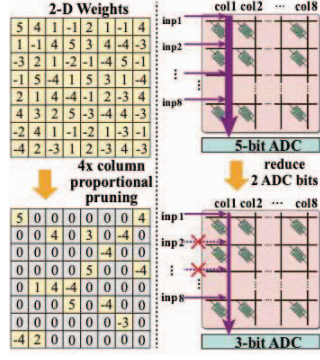 2-D Weights
5 4 1 -1 2 1 -1 4
1 -1 4 5 3 4 -4 -3
-3 2 1 -2 -1 -4 5 -1
-1 5 -4 1 5 3 1 -4
2 1 4 -4 -1 -2 -3 4
4 3 2 5 -3 -4 -4 3
-2 4 1 -1 -2 1 -3 1
-4 2 -3 1 2 -3 4 -3
4x column
proportional
pruning
5 0 0 0 0 0 0 4
0 0 4 0 3 0 -4 0
0 0 0 0 0 -4 0 0
0 0 0 0 5 0 0 -4
0 1 4 -4 0 0 0 0
0 0 0 5 0 -4 0 0
0 0 0 0 0 0 -3 0
-4 2 0 0 0 0 0 0
col1 col2 ... col8
inp1
inp2
...
inp8
5-bit ADC
reduce
2 ADC bits
col1 col2 ... col8
inp1
inp2
...
inp8
3-bit ADC